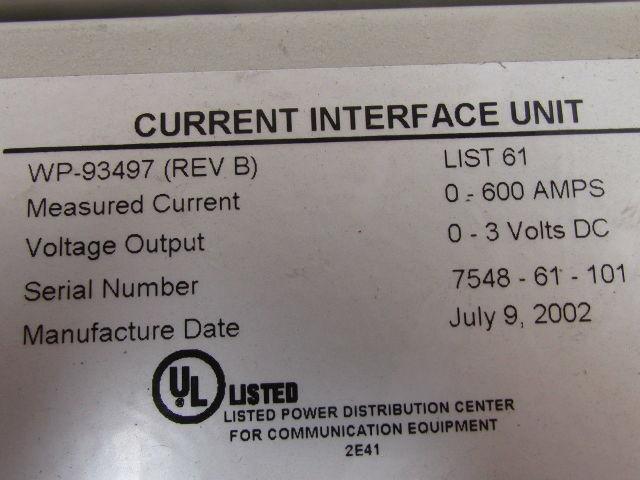 CURRENT INTERFACE UNIT
WP-93497 (REV B) LIST 61
Measured Current 0 - 600 AMPS
Voltage Output 0 - 3 Volts DC
Serial Number 7548 - 61 - 101
Manufacture Date July 9, 2002
UL LISTED
LISTED POWER DISTRIBUTION CENTER
FOR COMMUNICATION EQUIPMENT
2E41